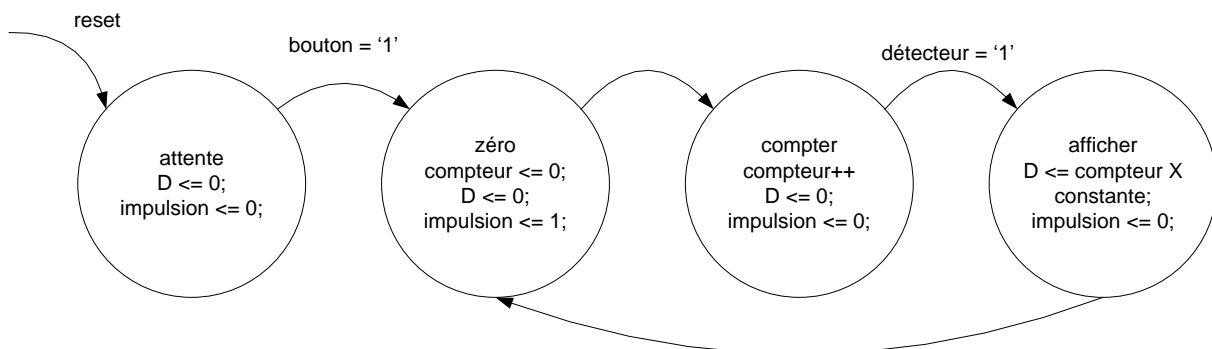 reset
bouton = ‘1’
détecteur = ‘1’
attente
D <= 0;
impulsion <= 0;
zéro
compteur <= 0;
D <= 0;
impulsion <= 1;
compter
compteur++
D <= 0;
impulsion <= 0;
afficher
D <= compteur X
constante;
impulsion <= 0;